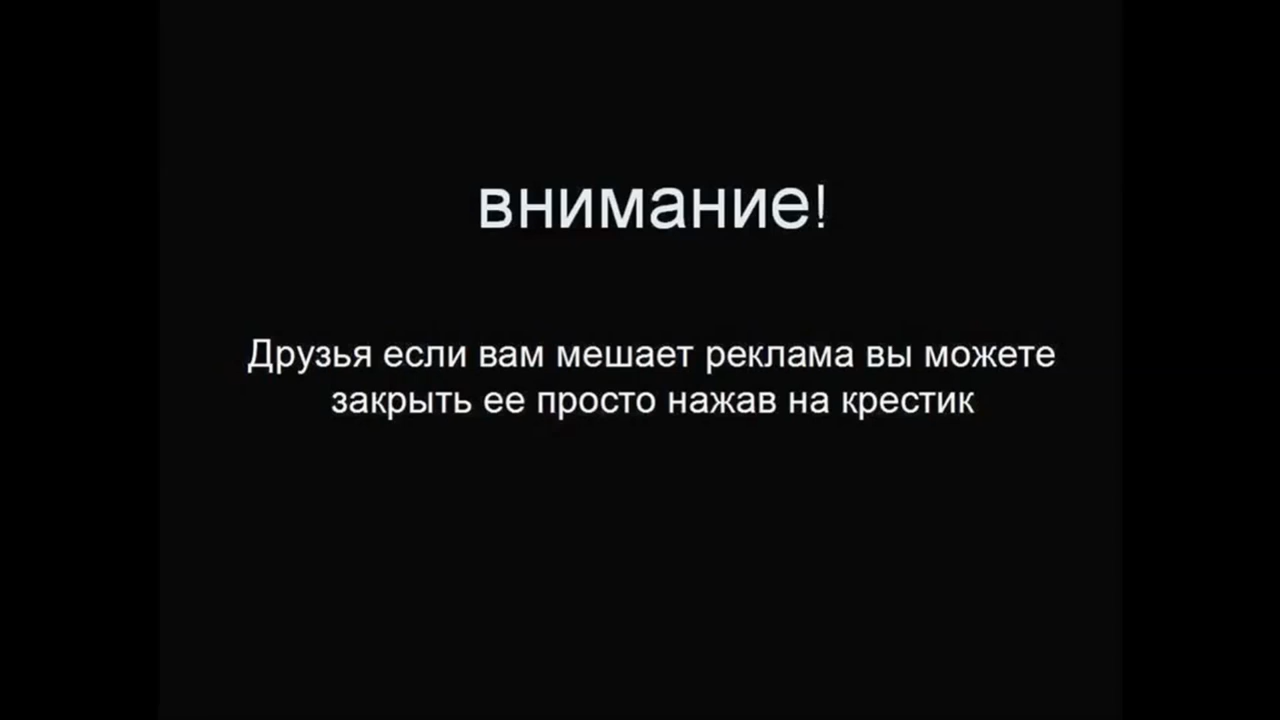 внимание!
Друзья если вам мешает реклама вы можете
закрыть ее просто нажав на крестик